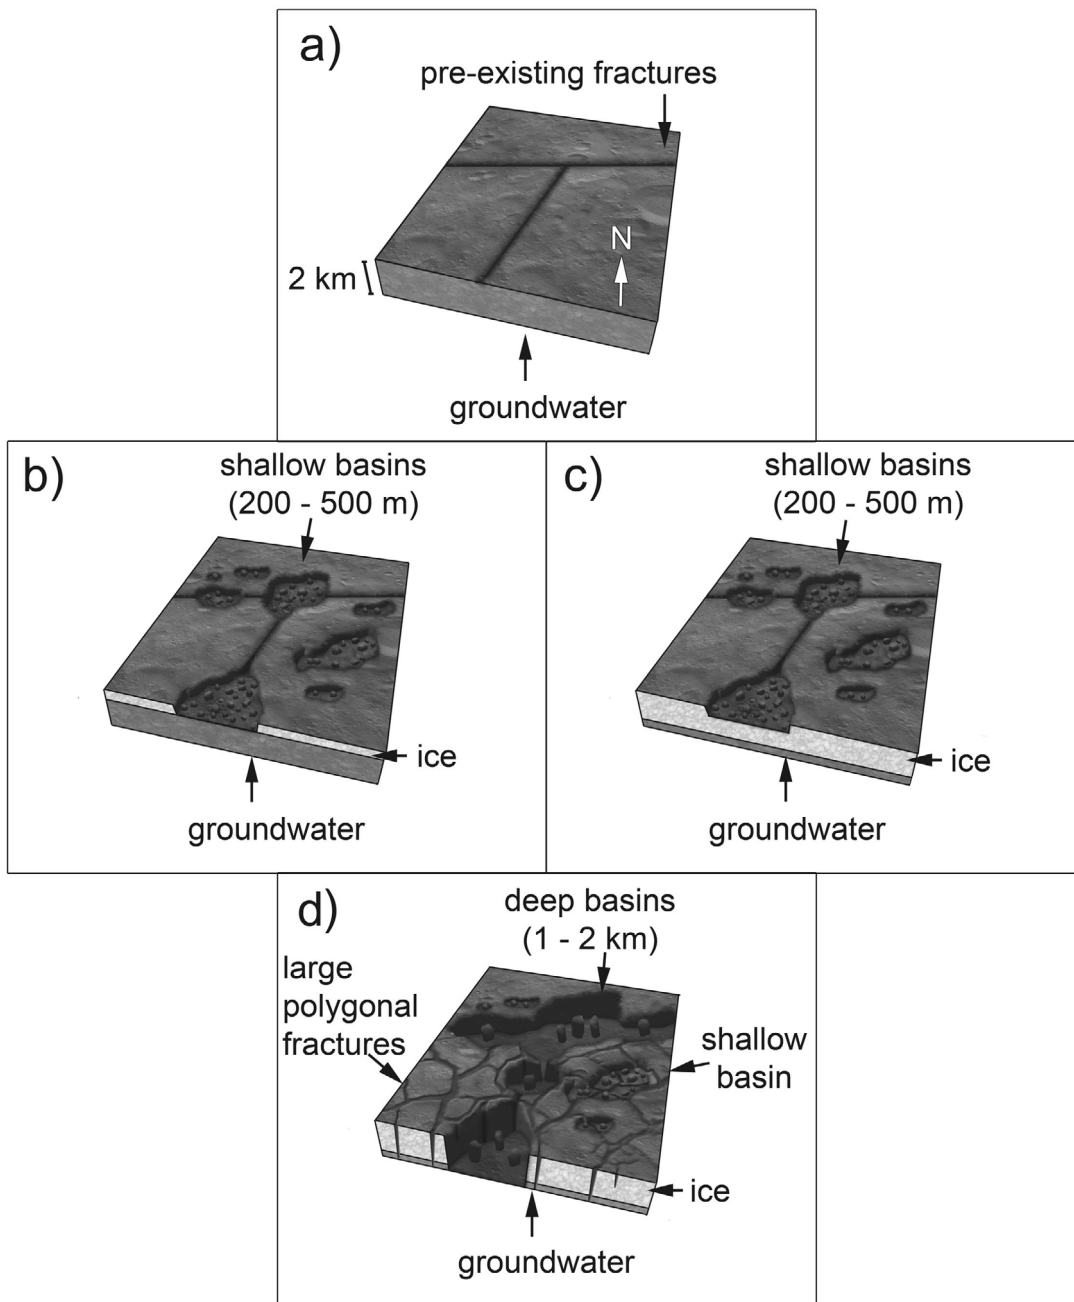 a)
pre-existing fractures
N
2 km
groundwater
b)
shallow basins
(200 - 500 m)
ice
groundwater
c)
shallow basins
(200 - 500 m)
ice
groundwater
d)
deep basins
(1 - 2 km)
large
polygonal
fractures
shallow
basin
ice
groundwater